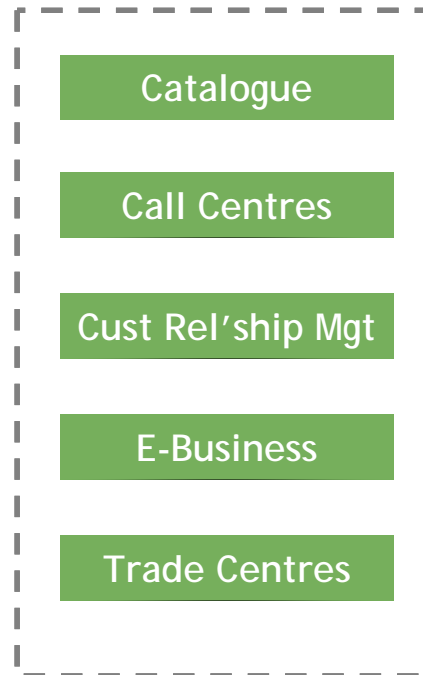 Catalogue
Call Centres
Cust Rel’ship Mgt
E-Business
Trade Centres